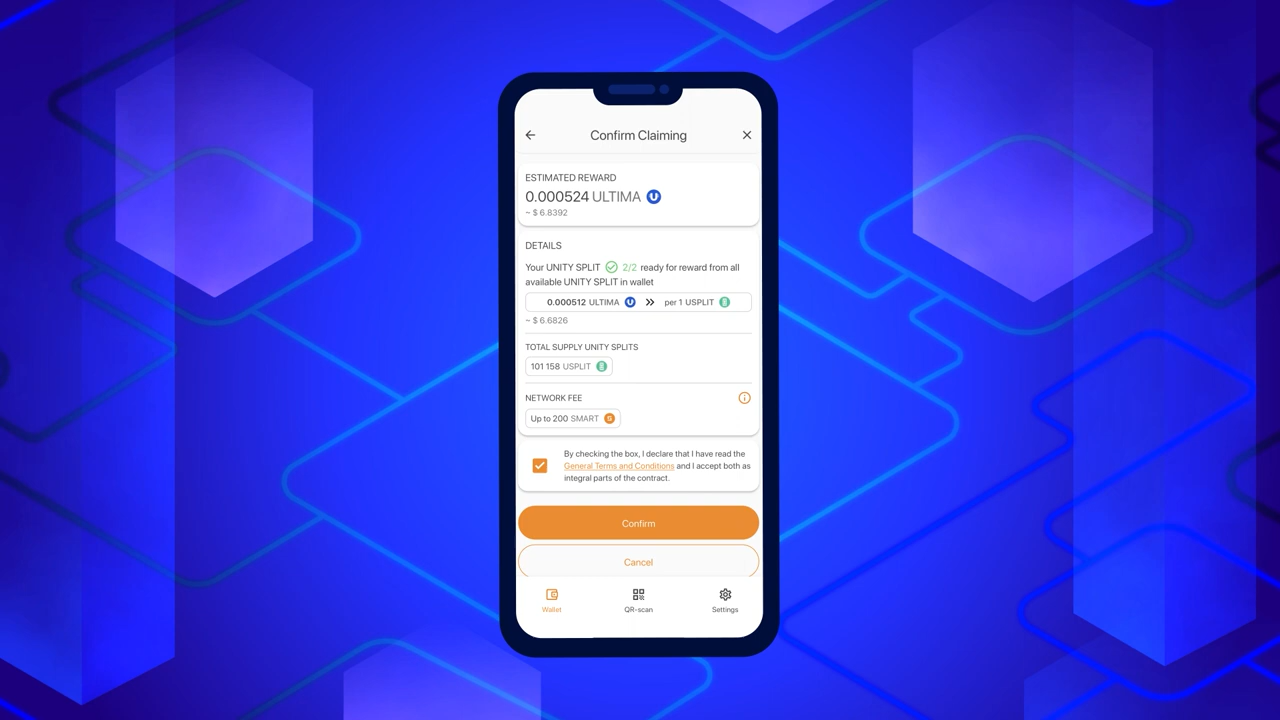 Confirm Claiming
ESTIMATED REWARD
0.000524 ULTIMA
~ $ 6.8392
DETAILS
Your UNITY SPLIT 2/2 ready for reward from all
available UNITY SPLIT in wallet
0.000512 ULTIMA » per 1 USPLIT
~ $ 6.6826
TOTAL SUPPLY UNITY SPLITS
101 158 USPLIT
NETWORK FEE
Up to 200 SMART
By checking the box, I declare that I have read the
General Terms and Conditions and I accept both as
integral parts of the contract.
Confirm
Cancel
Wallet QR-scan Settings